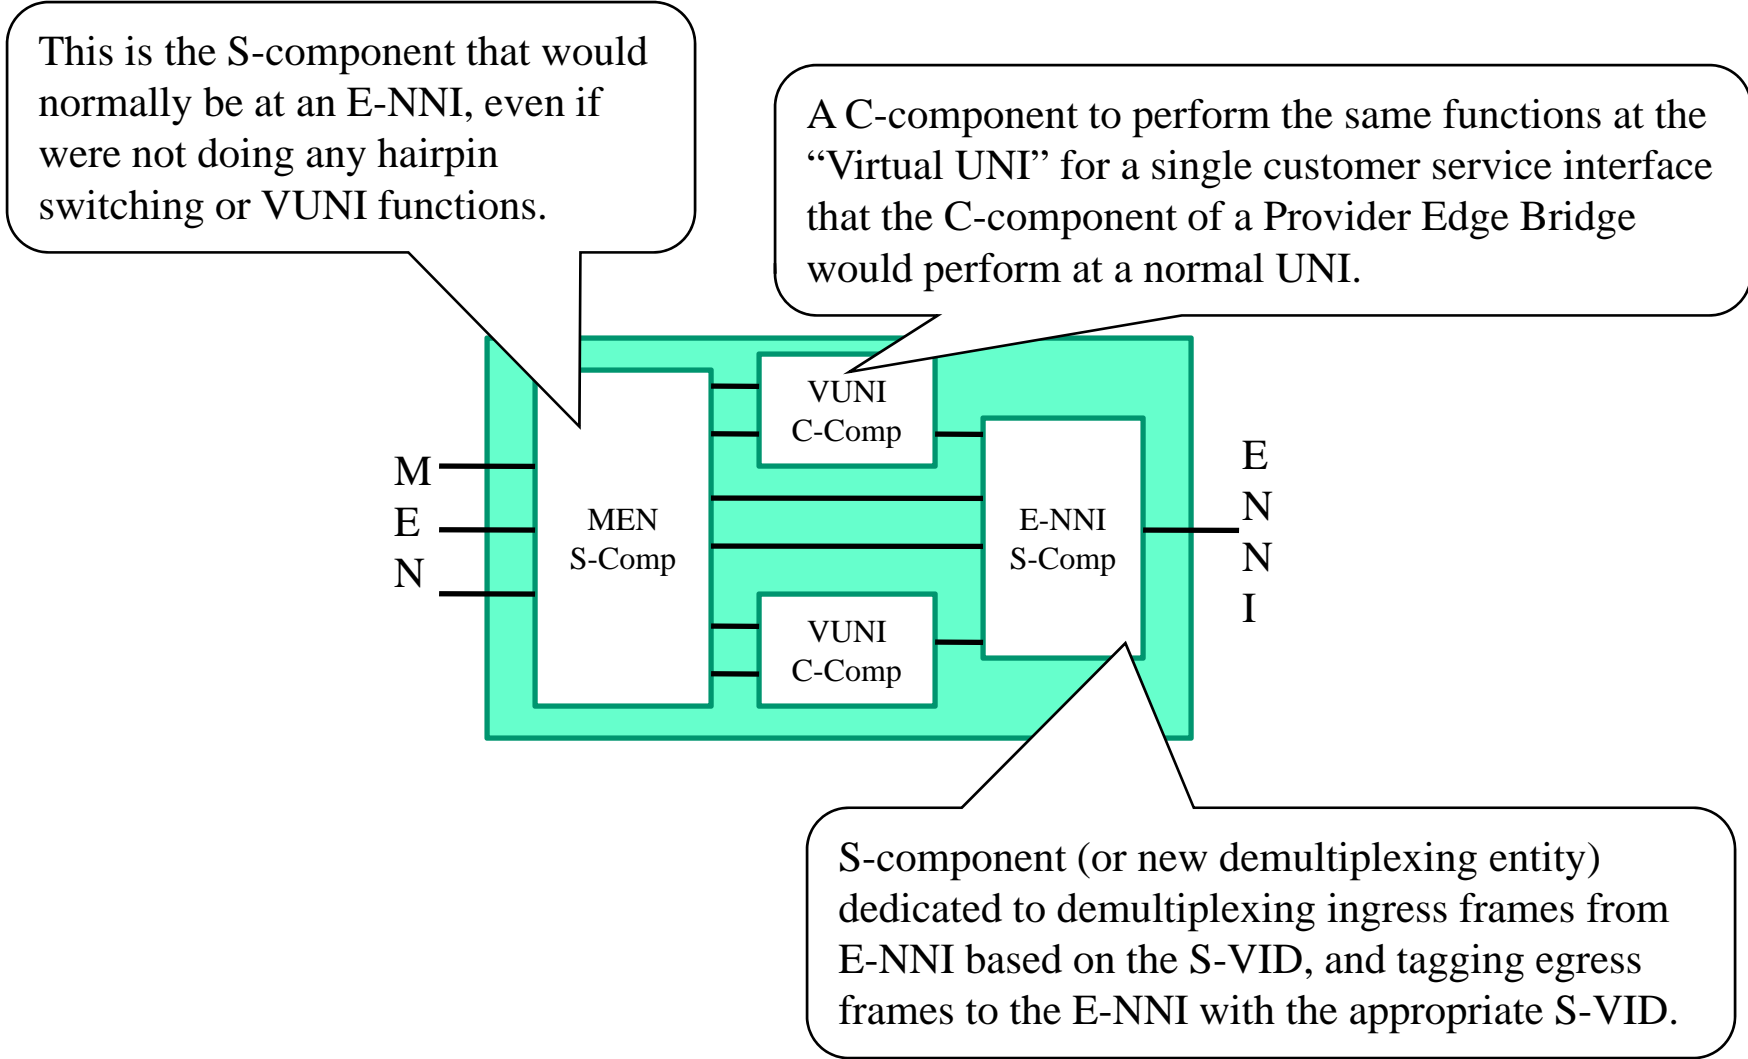 This is the S-component that would
normally be at an E-NNI, even if
were not doing any hairpin
switching or VUNI functions.
A C-component to perform the same functions at the
“Virtual UNI” for a single customer service interface
that the C-component of a Provider Edge Bridge
would perform at a normal UNI.
VUNI
C-Comp
M
E
N
MEN
S-Comp
E-NNI
S-Comp
E
N
N
I
VUNI
C-Comp
S-component (or new demultiplexing entity)
dedicated to demultiplexing ingress frames from
E-NNI based on the S-VID, and tagging egress
frames to the E-NNI with the appropriate S-VID.